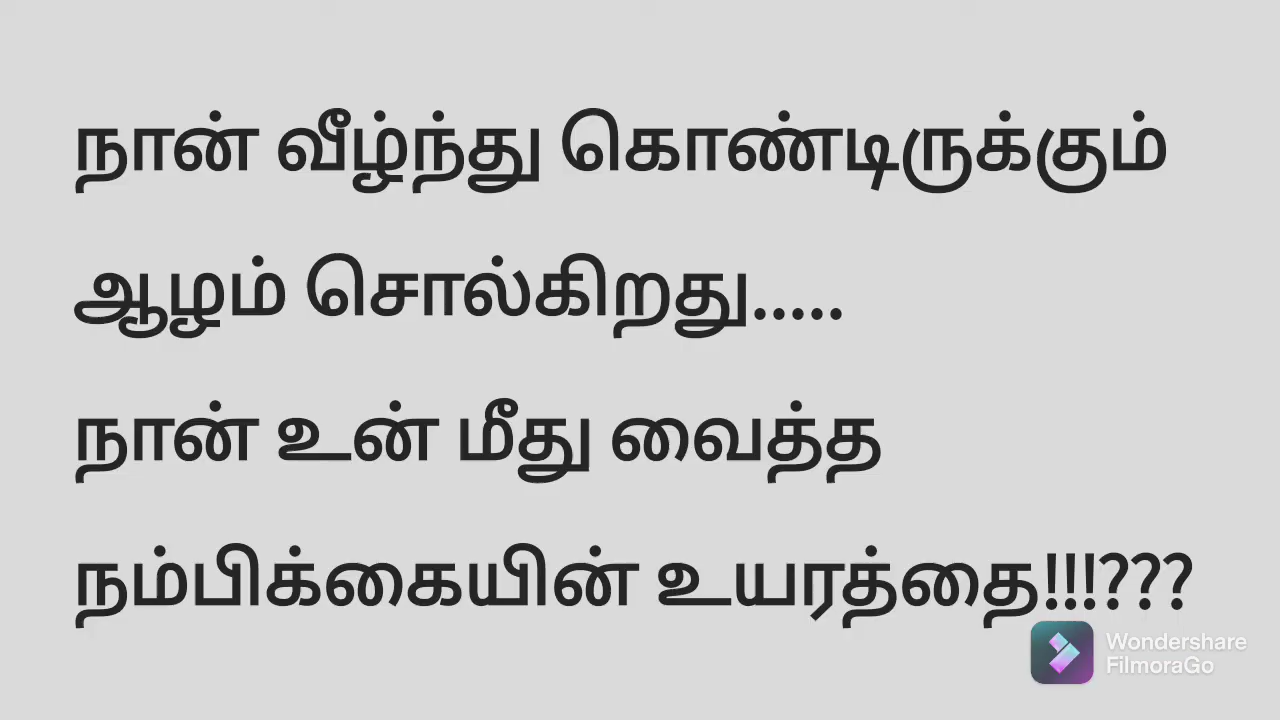 நான் வீழ்ந்து கொண்டிருக்கும்
ஆழம் சொல்கிறது.....
நான் உன் மீது வைத்த
நம்பிக்கையின் உயரத்தை!!!???
Wondershare
FilmoraGo